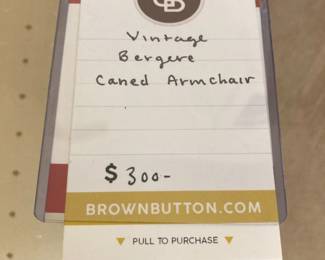 Vintage
Bergere
Caned Armchair
$ 300-
BROWNBUTTON.COM
▼ PULL TO PURCHASE ▼